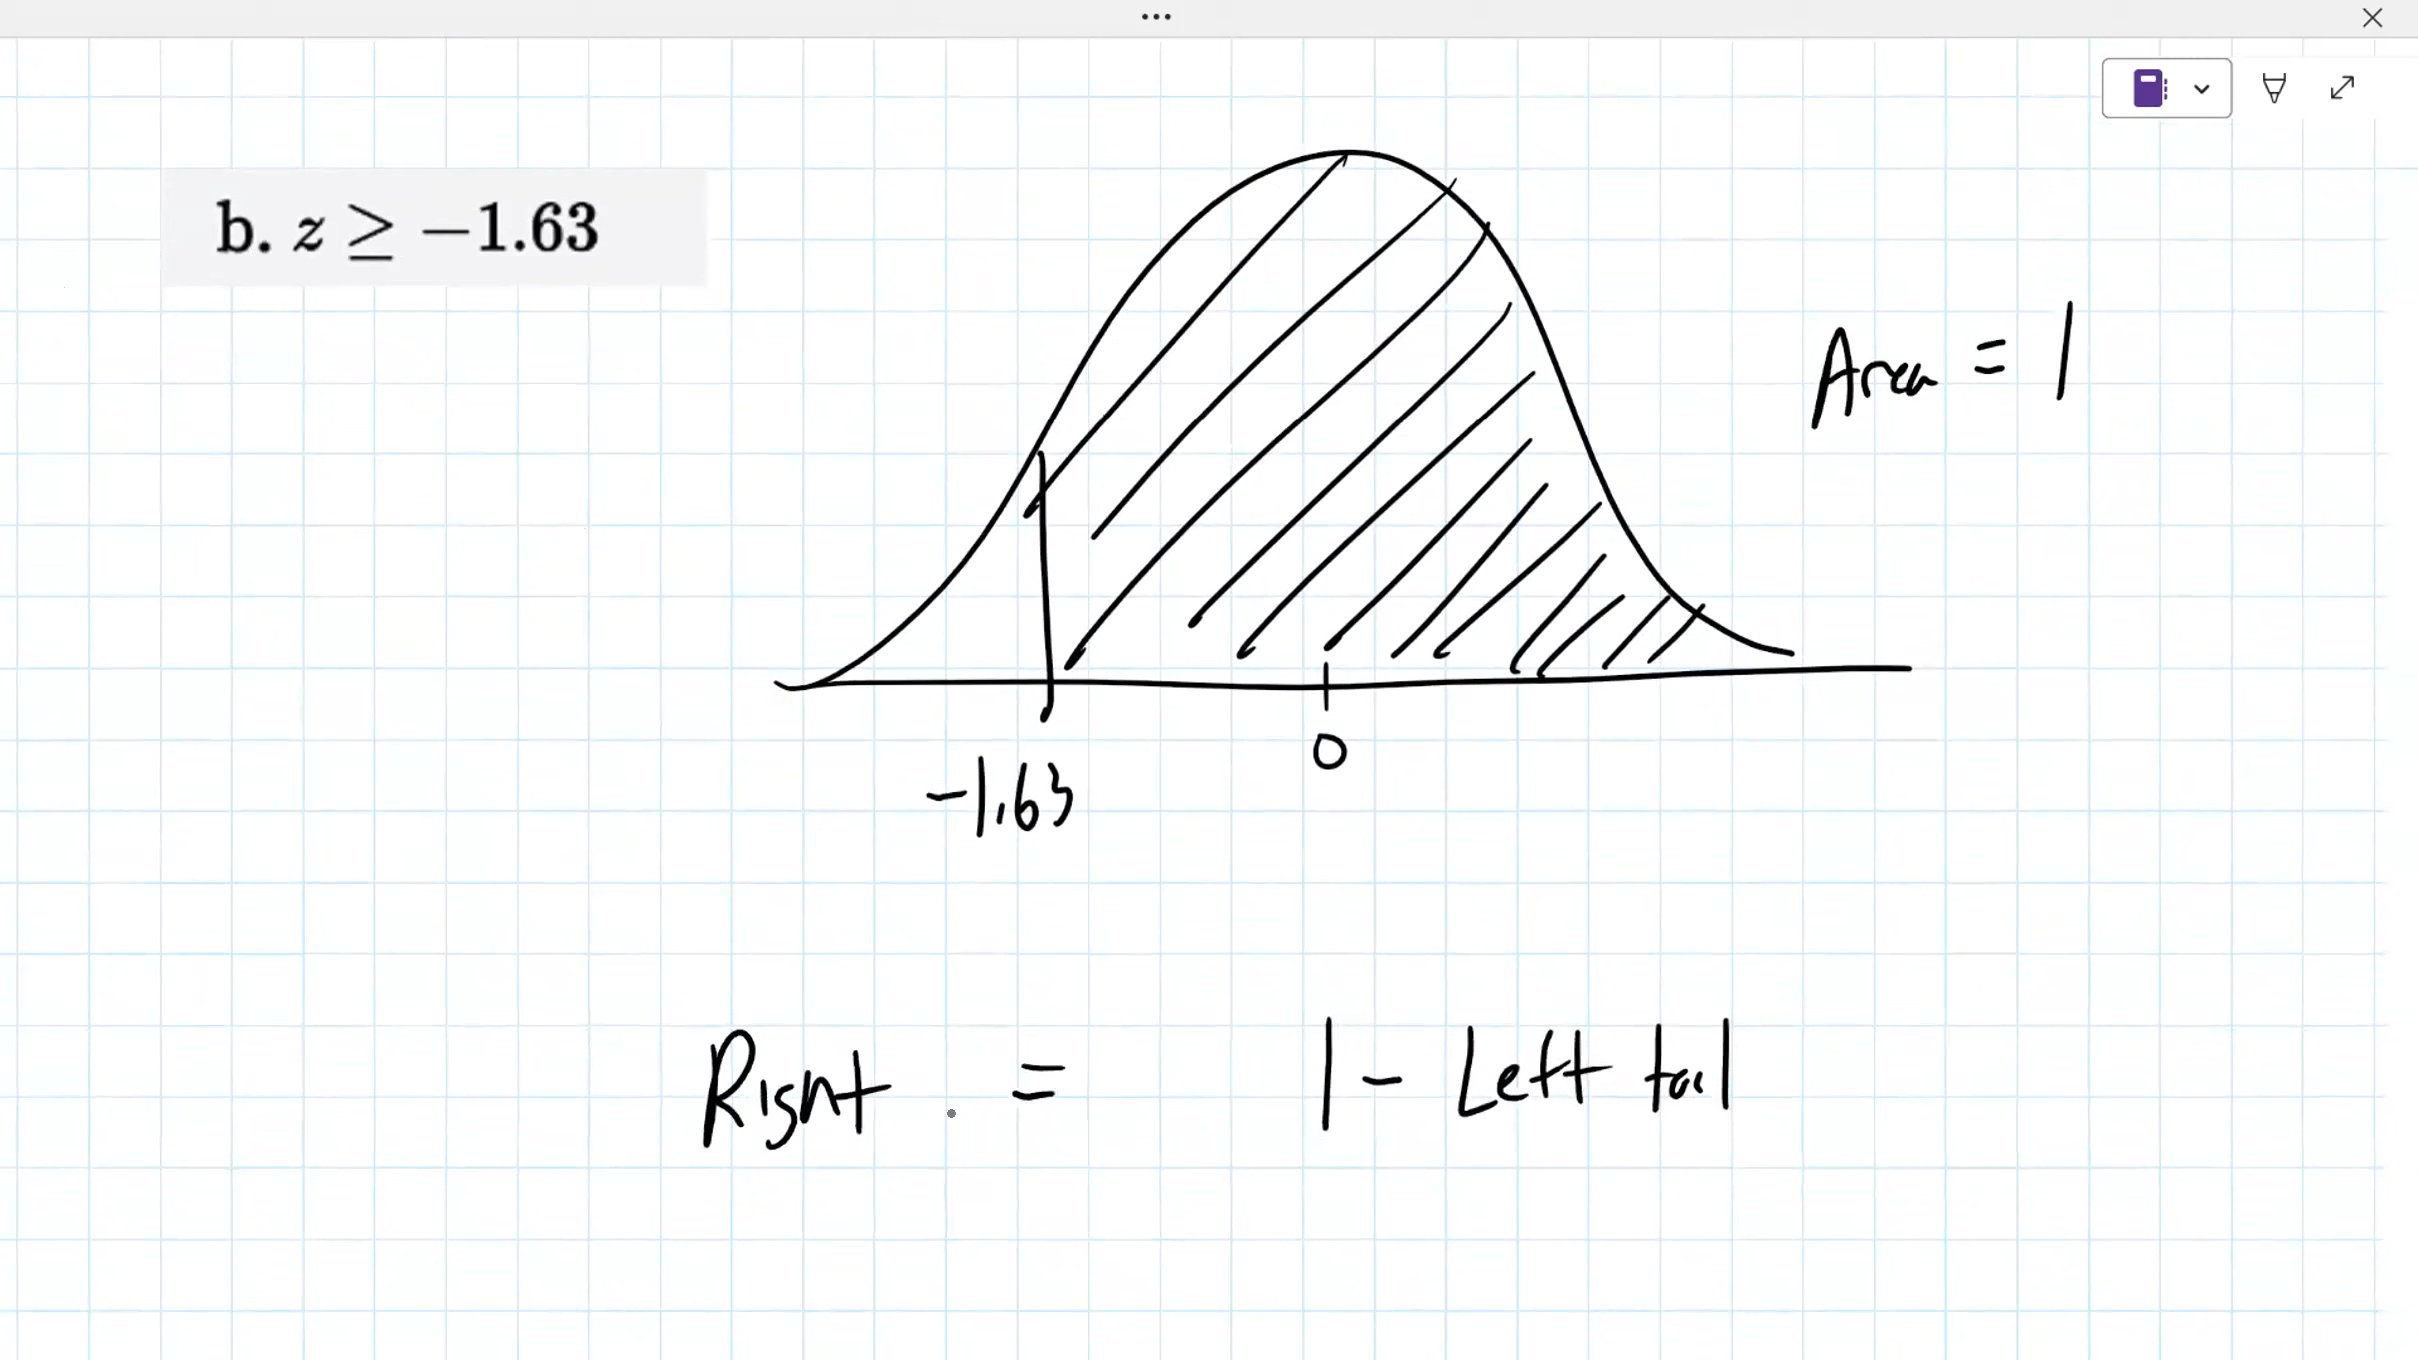 b. z ≥ −1.63
Area = 1
-1.63
0
Right = 1 - Left tail